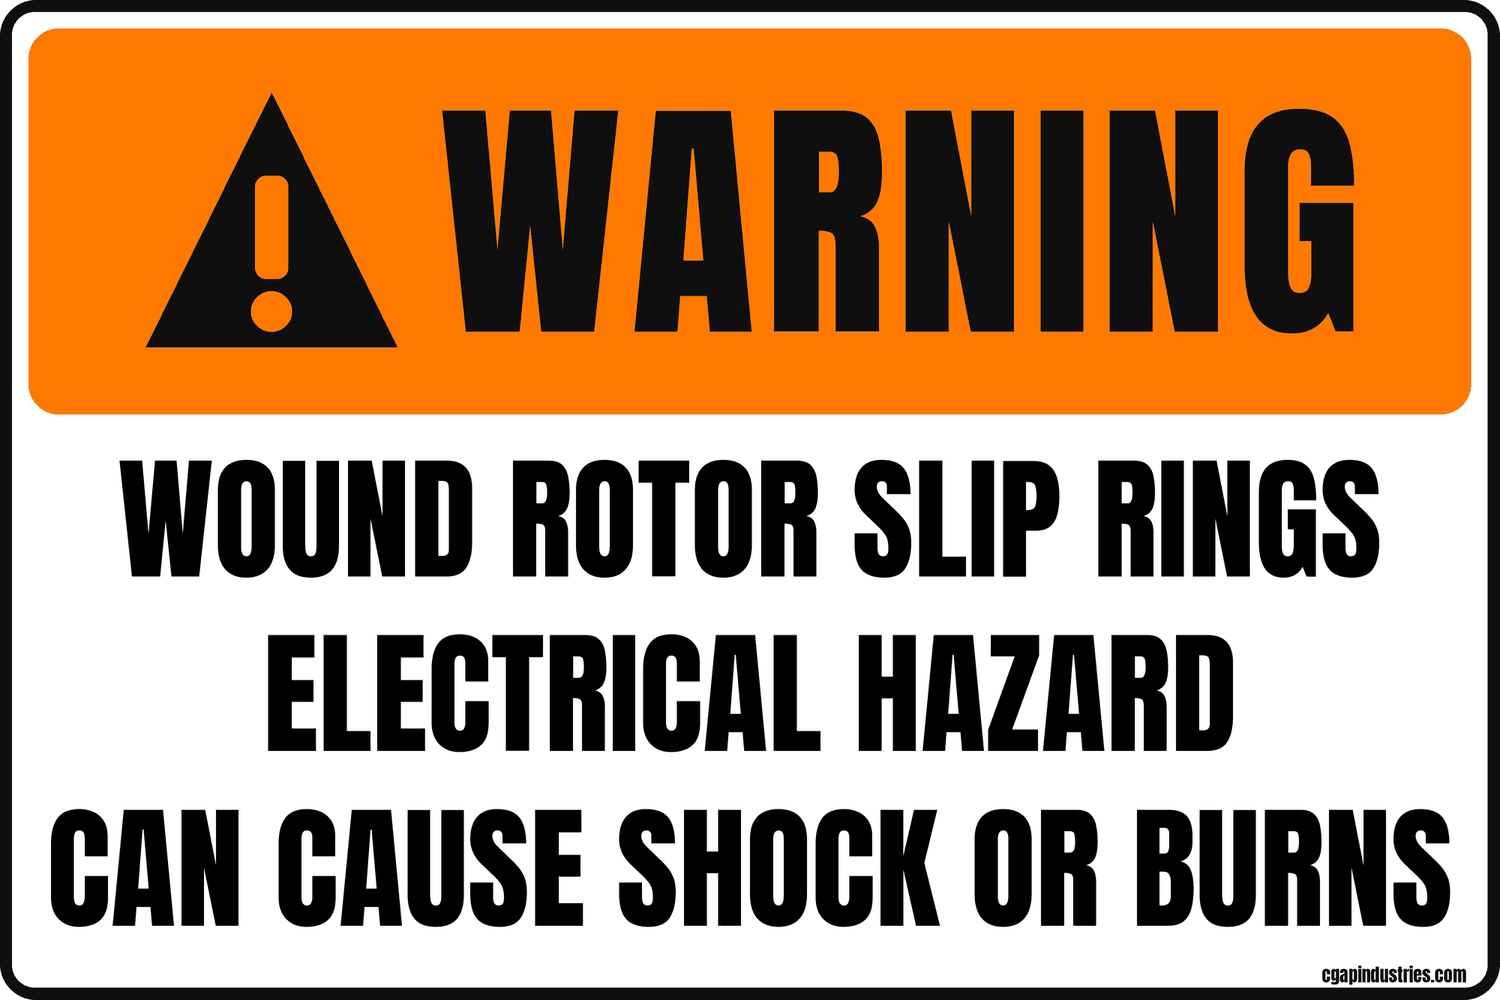 WARNING
WOUND ROTOR SLIP RINGS
ELECTRICAL HAZARD
CAN CAUSE SHOCK OR BURNS
cgapindustries.com